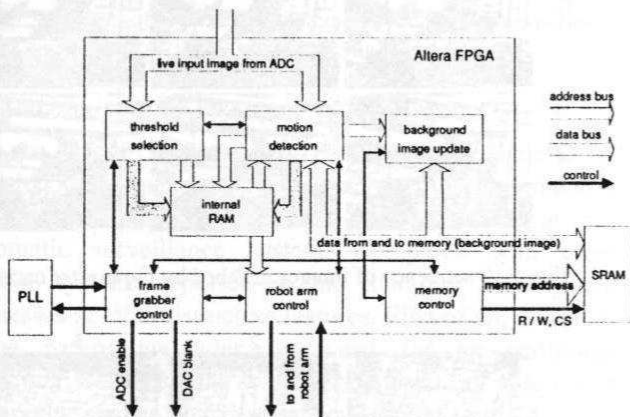 live input image from ADC
Altera FPGA
address bus
threshold
selection
motion
detection
background
image update
data bus
control
internal
RAM
data from and to memory (background image)
SRAM
PLL
frame
grabber
control
robot arm
control
memory
control
memory address
R / W, CS
ADC enable
DAC blank
to and from
robot arm